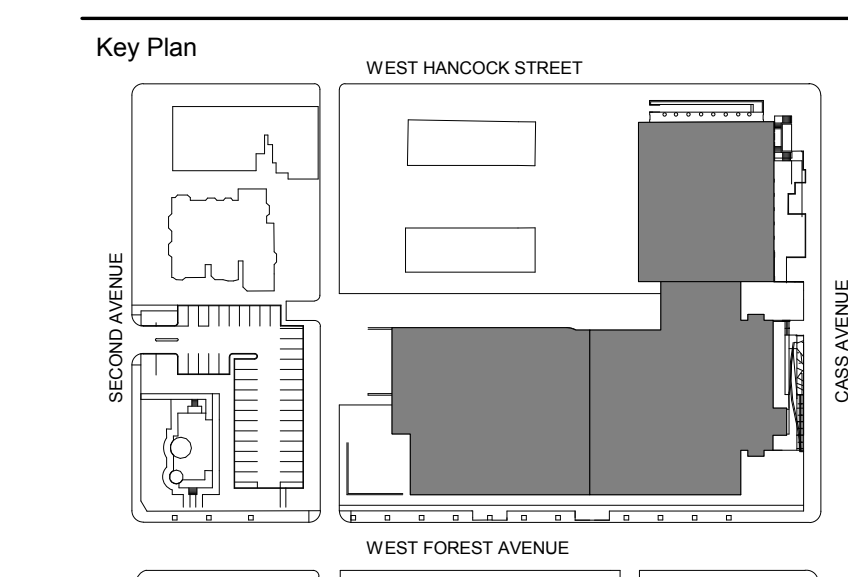 Key Plan
WEST HANCOCK STREET
SECOND AVENUE
CASS AVENUE
WEST FOREST AVENUE